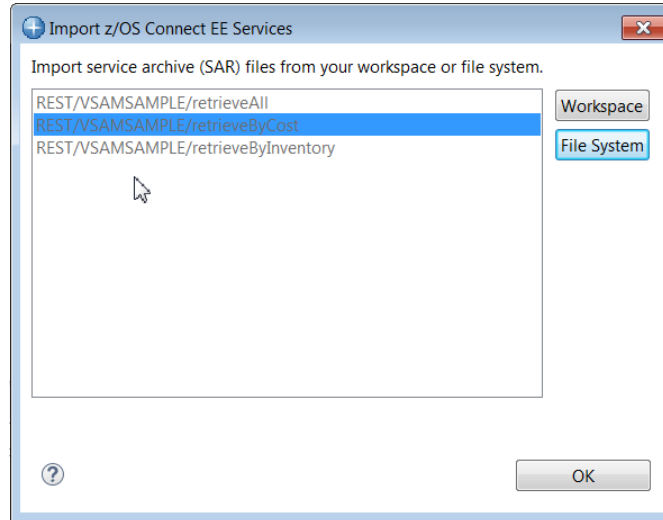 Import z/OS Connect EE Services
Import service archive (SAR) files from your workspace or file system.
REST/VSAMSAMPLE/retrieveAll
REST/VSAMSAMPLE/retrieveByCost
REST/VSAMSAMPLE/retrieveByInventory
Workspace
File System
?
OK